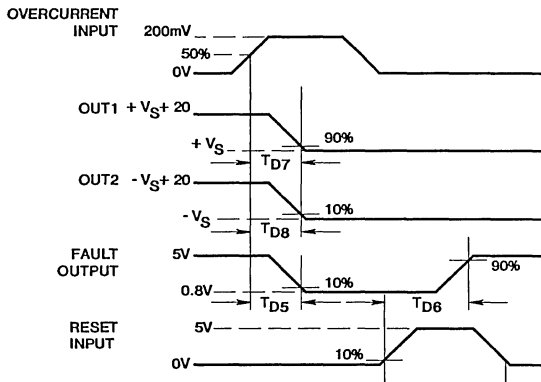 OVERCURRENT
INPUT
200mV
50%
0V
OUT1 + VS+ 20
+ VS
90%
TD7
OUT2 - VS+ 20
- VS
10%
TD8
FAULT
OUTPUT
5V
0.8V
10%
90%
TD5
TD6
RESET
INPUT
5V
10%
0V